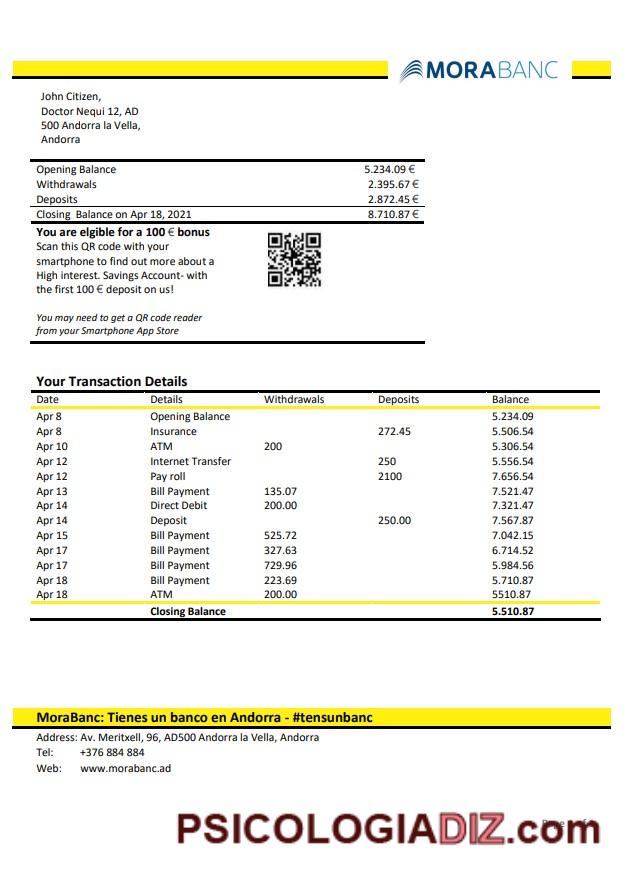 MORABANC
John Citizen,
Doctor Nequi 12, AD
500 Andorra la Vella,
Andorra
Opening Balance 5.234.09 €
Withdrawals 2.395.67 €
Deposits 2.872.45 €
Closing Balance on Apr 18, 2021 8.710.87 €
You are elgible for a 100 € bonus
Scan this QR code with your
smartphone to find out more about a
High interest. Savings Account- with
the first 100 € deposit on us!
You may need to get a QR code reader
from your Smartphone App Store
Your Transaction Details
Date Details Withdrawals Deposits Balance
Apr 8 Opening Balance 5.234.09
Apr 8 Insurance 272.45 5.506.54
Apr 10 ATM 200 5.306.54
Apr 12 Internet Transfer 250 5.556.54
Apr 12 Pay roll 2100 7.656.54
Apr 13 Bill Payment 135.07 7.521.47
Apr 14 Direct Debit 200.00 7.321.47
Apr 14 Deposit 250.00 7.567.87
Apr 15 Bill Payment 525.72 7.042.15
Apr 17 Bill Payment 327.63 6.714.52
Apr 17 Bill Payment 729.96 5.984.56
Apr 18 Bill Payment 223.69 5.710.87
Apr 18 ATM 200.00 5510.87
Closing Balance 5.510.87
MoraBanc: Tienes un banco en Andorra - #tensunbanc
Address: Av. Meritxell, 96, AD500 Andorra la Vella, Andorra
Tel: +376 884 884
Web: www.morabanc.ad
PSICOLOGIADIZ.com